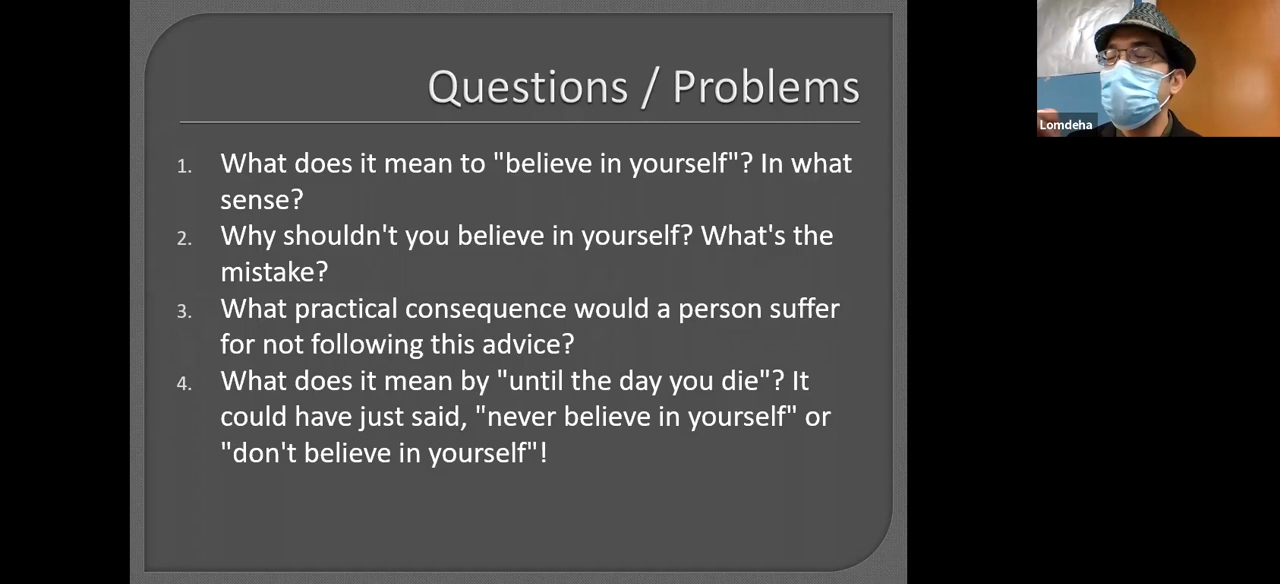 Questions / Problems
1. What does it mean to "believe in yourself"? In what
sense?
2. Why shouldn't you believe in yourself? What's the
mistake?
3. What practical consequence would a person suffer
for not following this advice?
4. What does it mean by "until the day you die"? It
could have just said, "never believe in yourself" or
"don't believe in yourself"!
Lomdeha